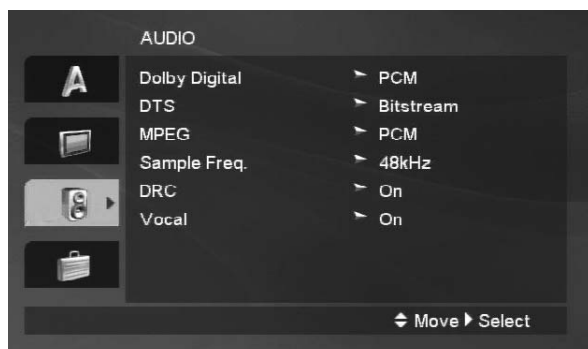 AUDIO
A
Dolby Digital PCM
DTS Bitstream
MPEG PCM
Sample Freq. 48kHz
DRC On
Vocal On
Move Select